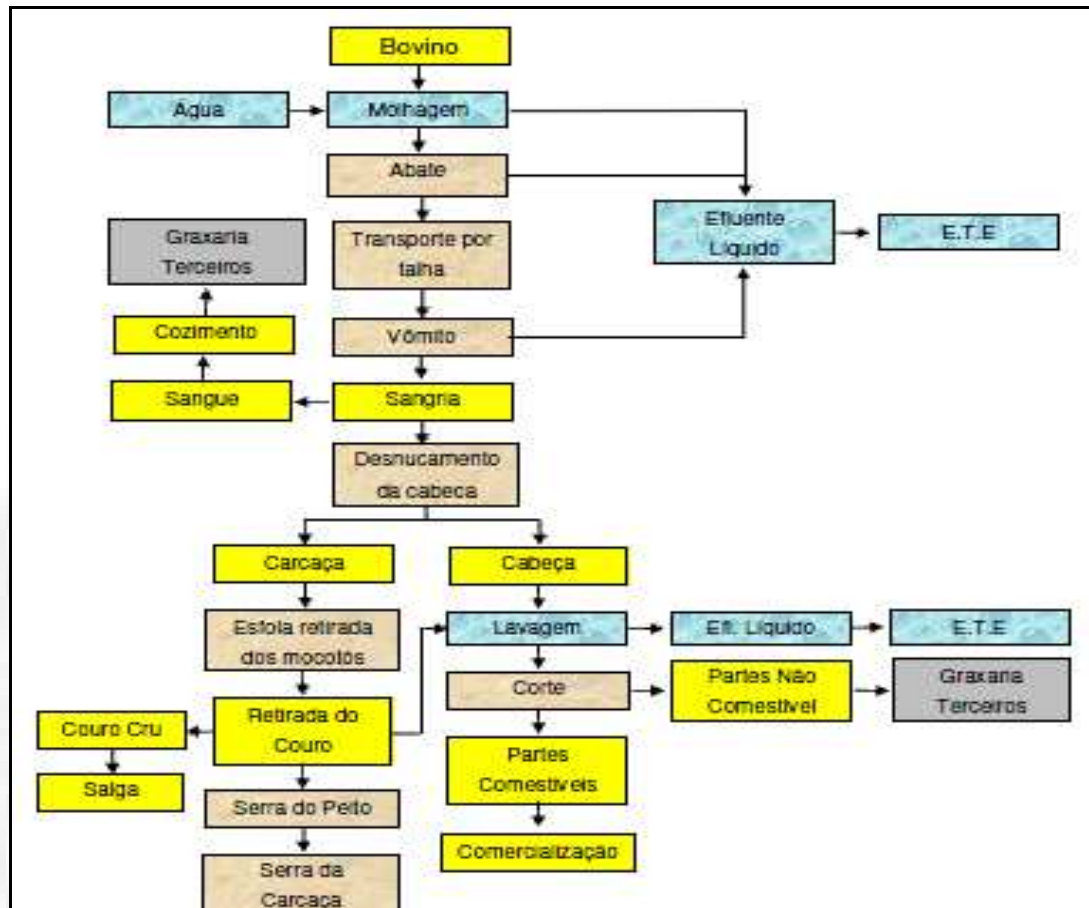 Bovino
Agua
Molhagem
Abate
Efluente
Líquido
E.T.E
Graxaria
Terceiros
Transporte por
talha
Cozimento
Vômito
Sangue
Sangria
Desnucamento
da cabeca
Carcaça
Cabeça
Esfola retirada
dos mocotós
Lavagem
Efl. Líquido
E.T.E
Corte
Partes Não
Comestível
Graxaria
Terceiros
Couro Cru
Retirada do
Couro
Salga
Partes
Comestíveis
Serra do Peito
Comercialização
Serra da
Carcaça